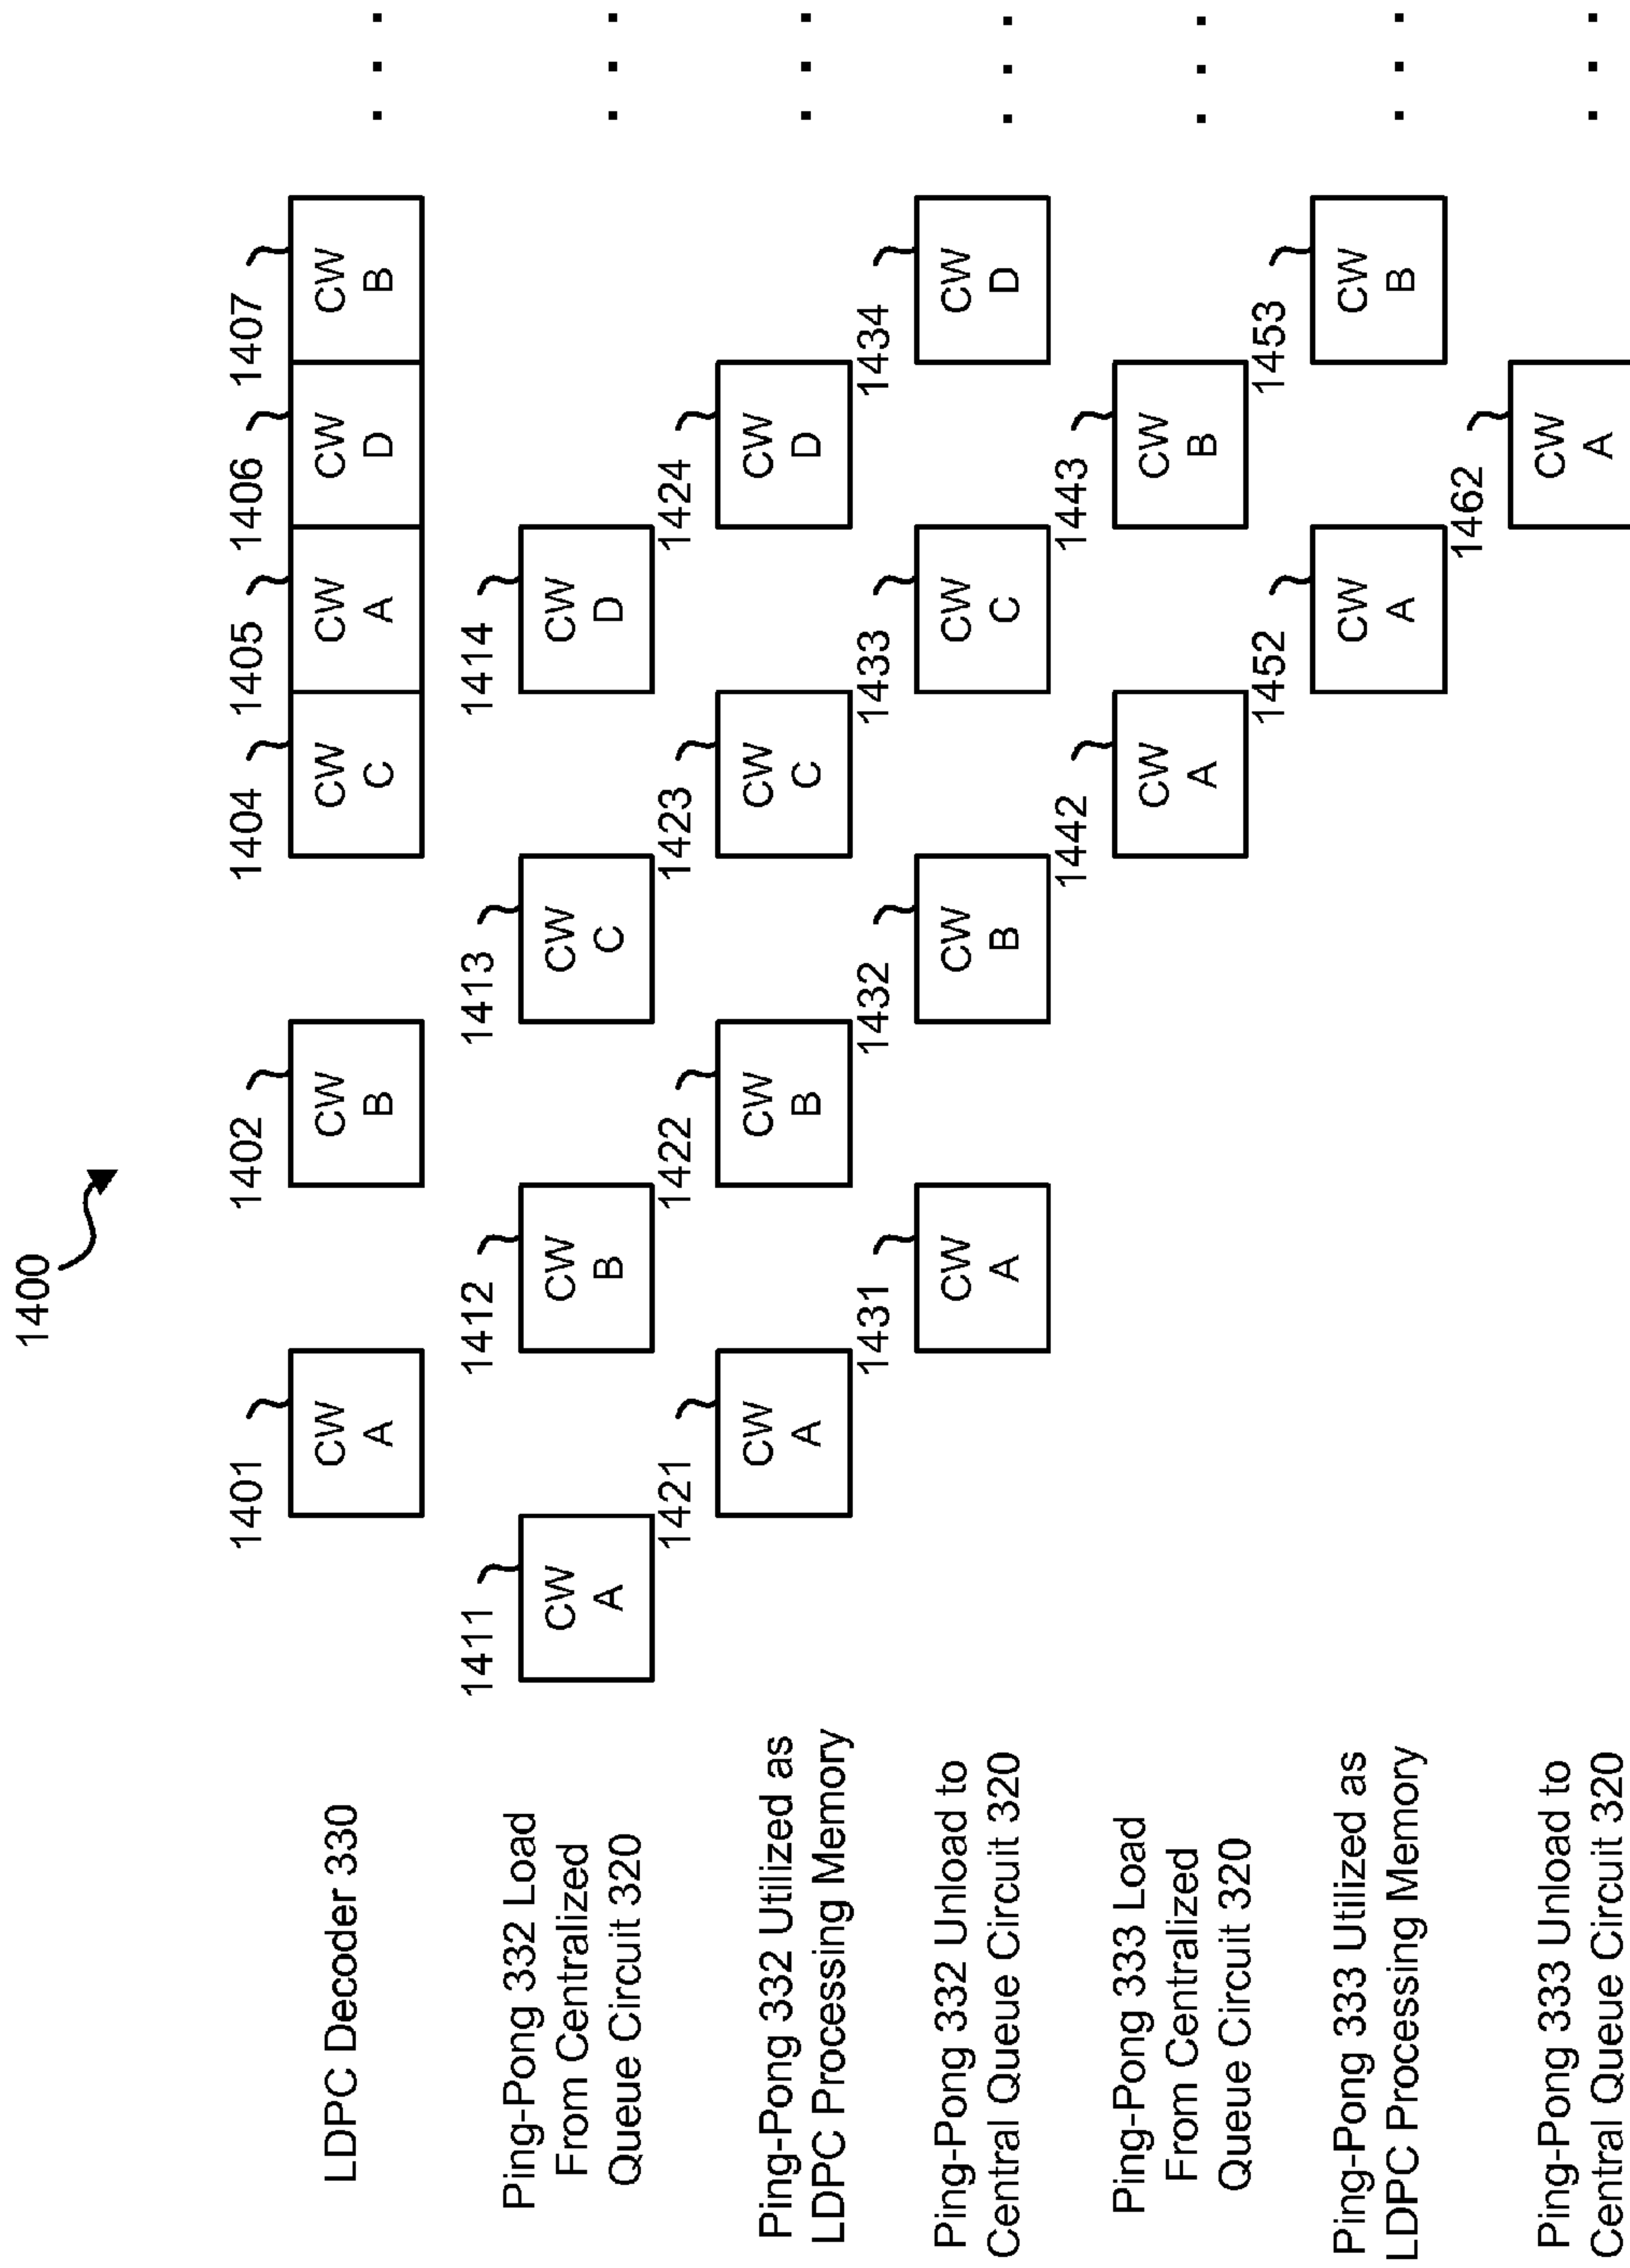 1400
LDPC Decoder 330
1401
CW
A
1402
CW
B
1404
CW
C
1405
CW
A
1406
CW
D
1407
CW
B
Ping-Pong 332 Load
From Centralized
Queue Circuit 320
1411
CW
A
1412
CW
B
1413
CW
C
1414
CW
D
Ping-Pong 332 Utilized as
LDPC Processing Memory
1421
CW
A
1422
CW
B
1423
CW
C
1424
CW
D
Ping-Pong 332 Unload to
Central Queue Circuit 320
1431
CW
A
1432
CW
B
1433
CW
C
1434
CW
D
Ping-Pong 333 Load
From Centralized
Queue Circuit 320
1442
CW
A
1443
CW
B
Ping-Pong 333 Utilized as
LDPC Processing Memory
1452
CW
A
1453
CW
B
Ping-Pong 333 Unload to
Central Queue Circuit 320
1462
CW
A